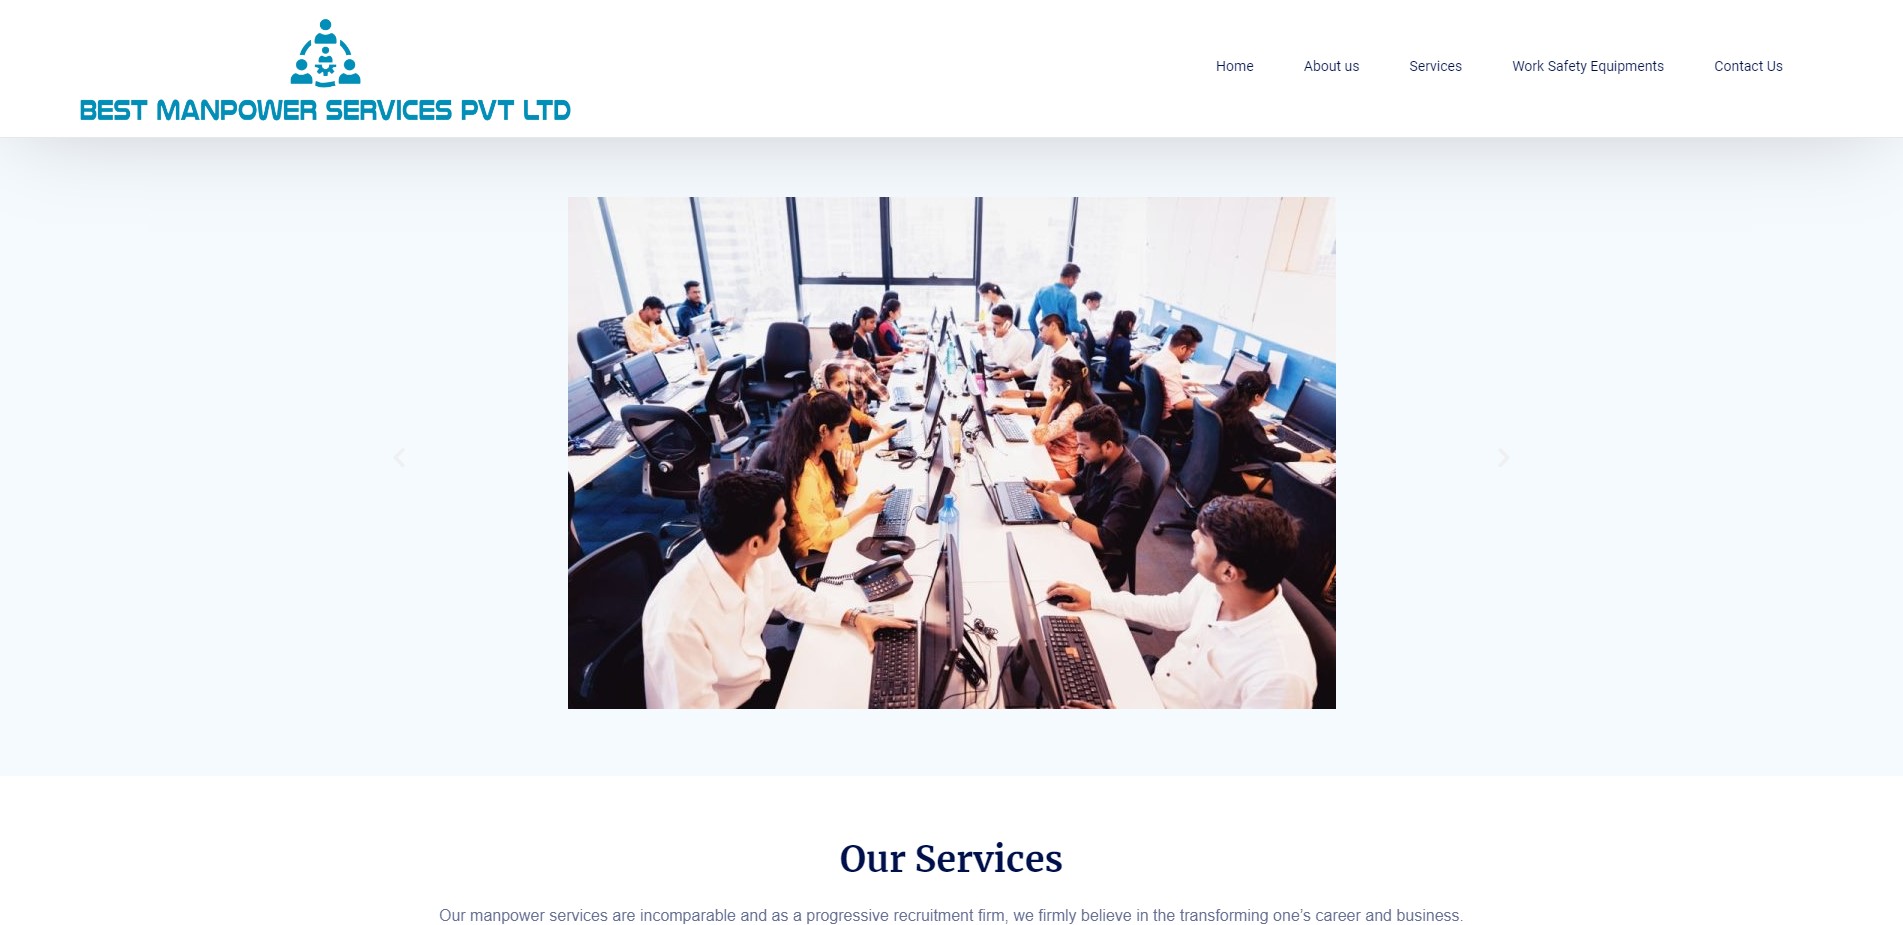 BEST MANPOWER SERVICES PVT LTD
Home About us Services Work Safety Equipments Contact Us
Our Services
Our manpower services are incomparable and as a progressive recruitment firm, we firmly believe in the transforming one’s career and business.